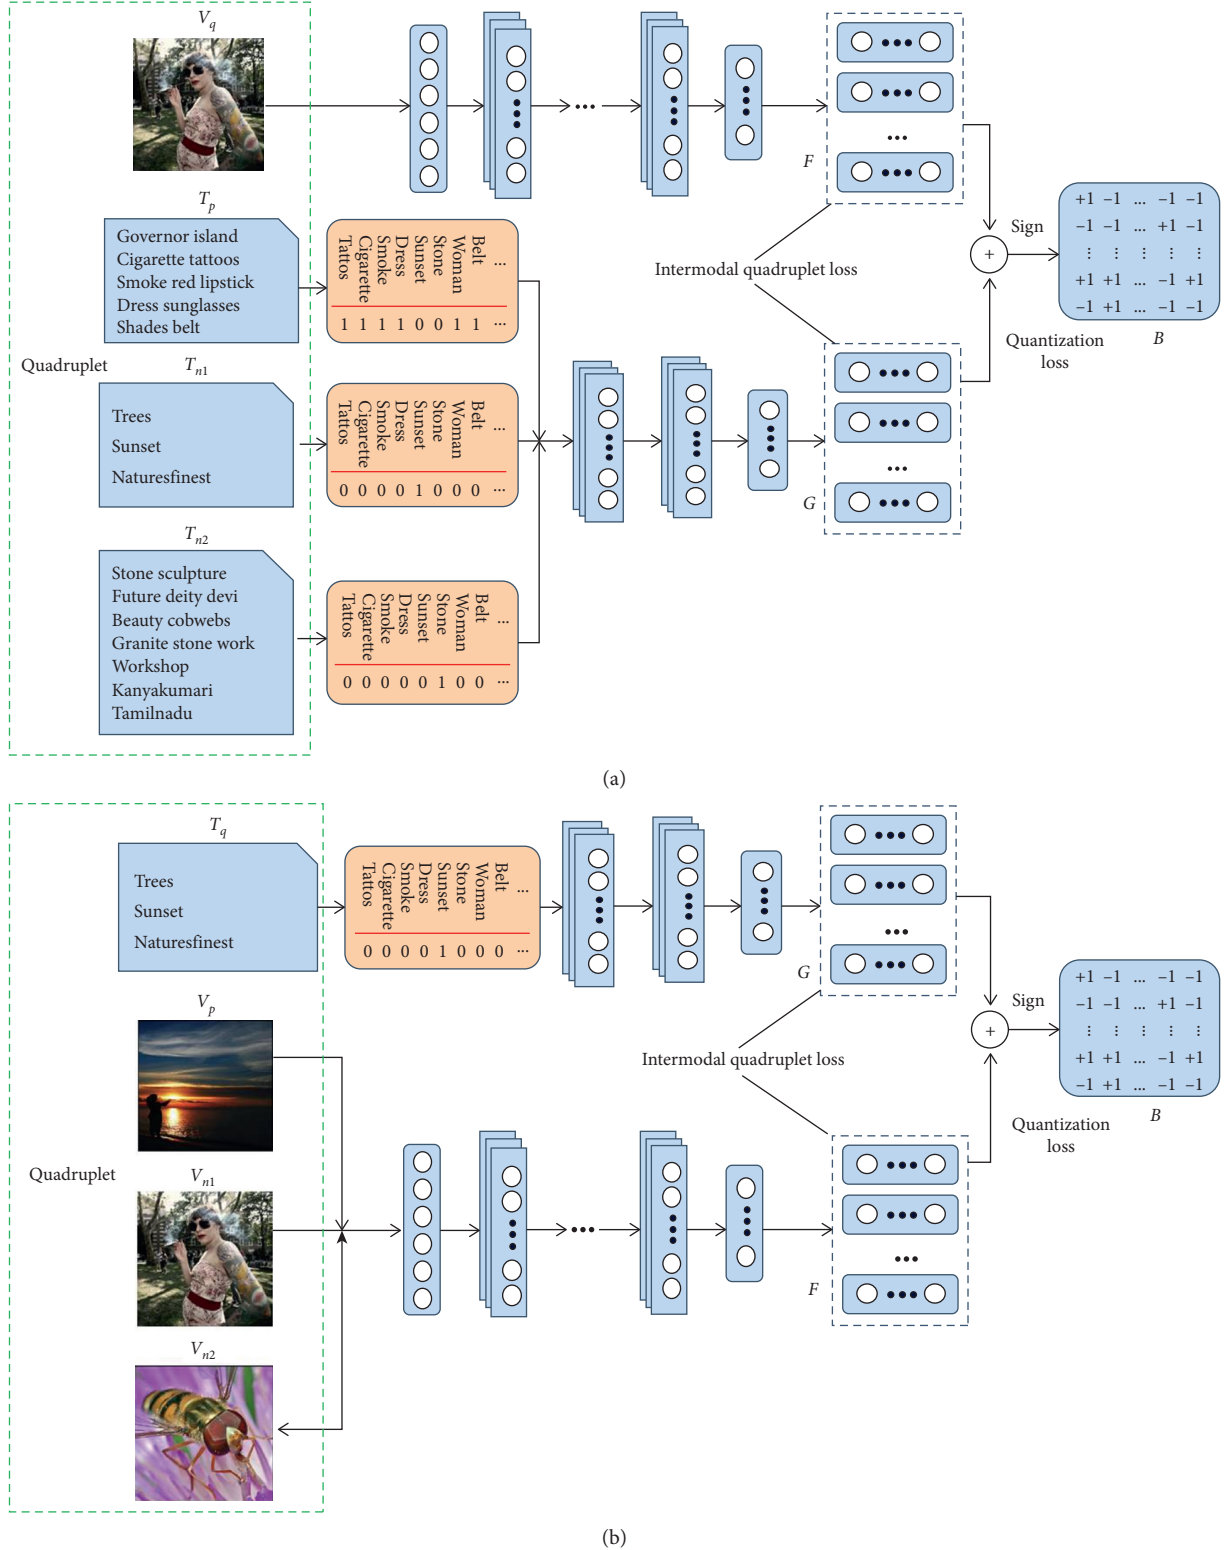 V_q
T_p
Governor island
Cigarette tattoos
Smoke red lipstick
Dress sunglasses
Shades belt
Tattos Cigarette Smoke Dress Sunset Stone Woman Belt ...
1 1 1 1 0 0 1 1 ...
Quadruplet
T_n1
Trees
Sunset
Naturesfinest
Tattos Cigarette Smoke Dress Sunset Stone Woman Belt ...
0 0 0 0 1 0 0 0 ...
T_n2
Stone sculpture
Future deity devi
Beauty cobwebs
Granite stone work
Workshop
Kanyakumari
Tamilnadu
Tattos Cigarette Smoke Dress Sunset Stone Woman Belt ...
0 0 0 0 0 1 0 0 ...
...
F
Intermodal quadruplet loss
...
G
+
Sign
Quantization
loss
+1 −1 ... −1 −1
−1 −1 ... +1 −1
⋮ ⋮ ⋮ ⋮ ⋮
+1 +1 ... −1 +1
−1 +1 ... −1 −1
B
(a)
T_q
Trees
Sunset
Naturesfinest
Tattos Cigarette Smoke Dress Sunset Stone Woman Belt ...
0 0 0 0 1 0 0 0 ...
V_p
Quadruplet
V_n1
V_n2
...
G
Intermodal quadruplet loss
...
F
+
Sign
Quantization
loss
+1 −1 ... −1 −1
−1 −1 ... +1 −1
⋮ ⋮ ⋮ ⋮ ⋮
+1 +1 ... −1 +1
−1 +1 ... −1 −1
B
(b)